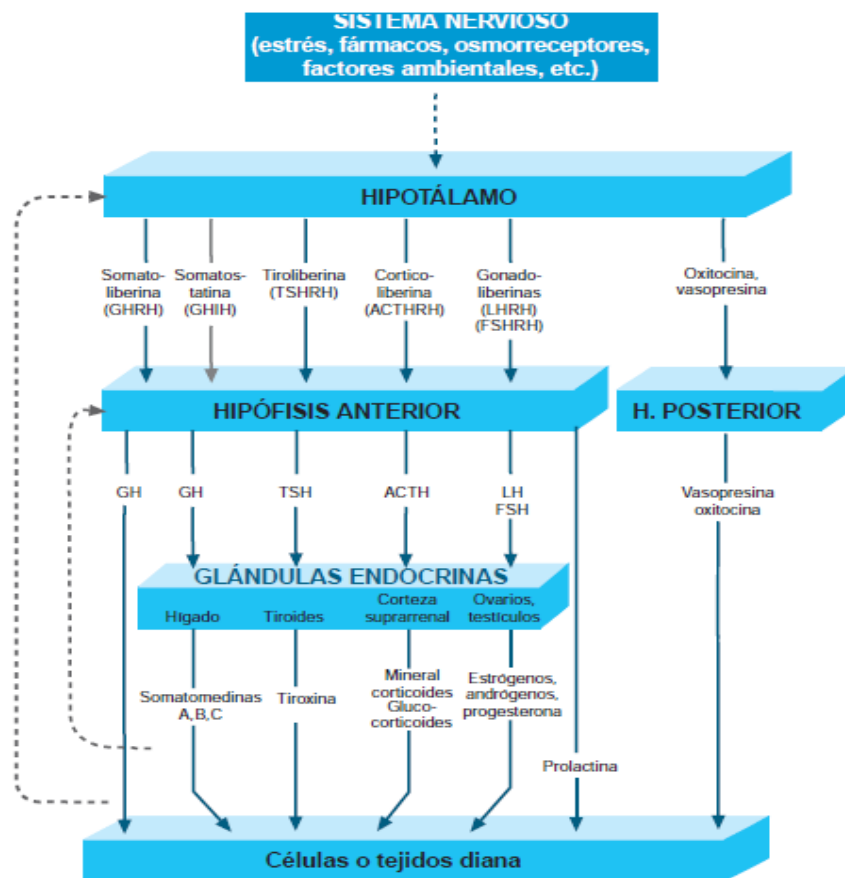 SISTEMA NERVIOSO
(estrés, fármacos, osmorreceptores,
factores ambientales, etc.)
HIPOTÁLAMO
Somato-
liberina
(GHRH)
Somatos-
tatina
(GHIH)
Tiroliberina
(TSHRH)
Cortico-
liberina
(ACTHRH)
Gonado-
liberinas
(LHRH)
(FSHRH)
Oxitocina,
vasopresina
HIPÓFISIS ANTERIOR
H. POSTERIOR
GH
GH
TSH
ACTH
LH
FSH
Vasopresina
oxitocina
GLÁNDULAS ENDOCRINAS
Hígado
Tiroides
Corteza
suprarrenal
Ovarios,
testículos
Somatomedinas
A,B,C
Tiroxina
Mineral
corticoides
Gluco-
corticoides
Estrógenos,
andrógenos,
progesterona
Prolactina
Células o tejidos diana